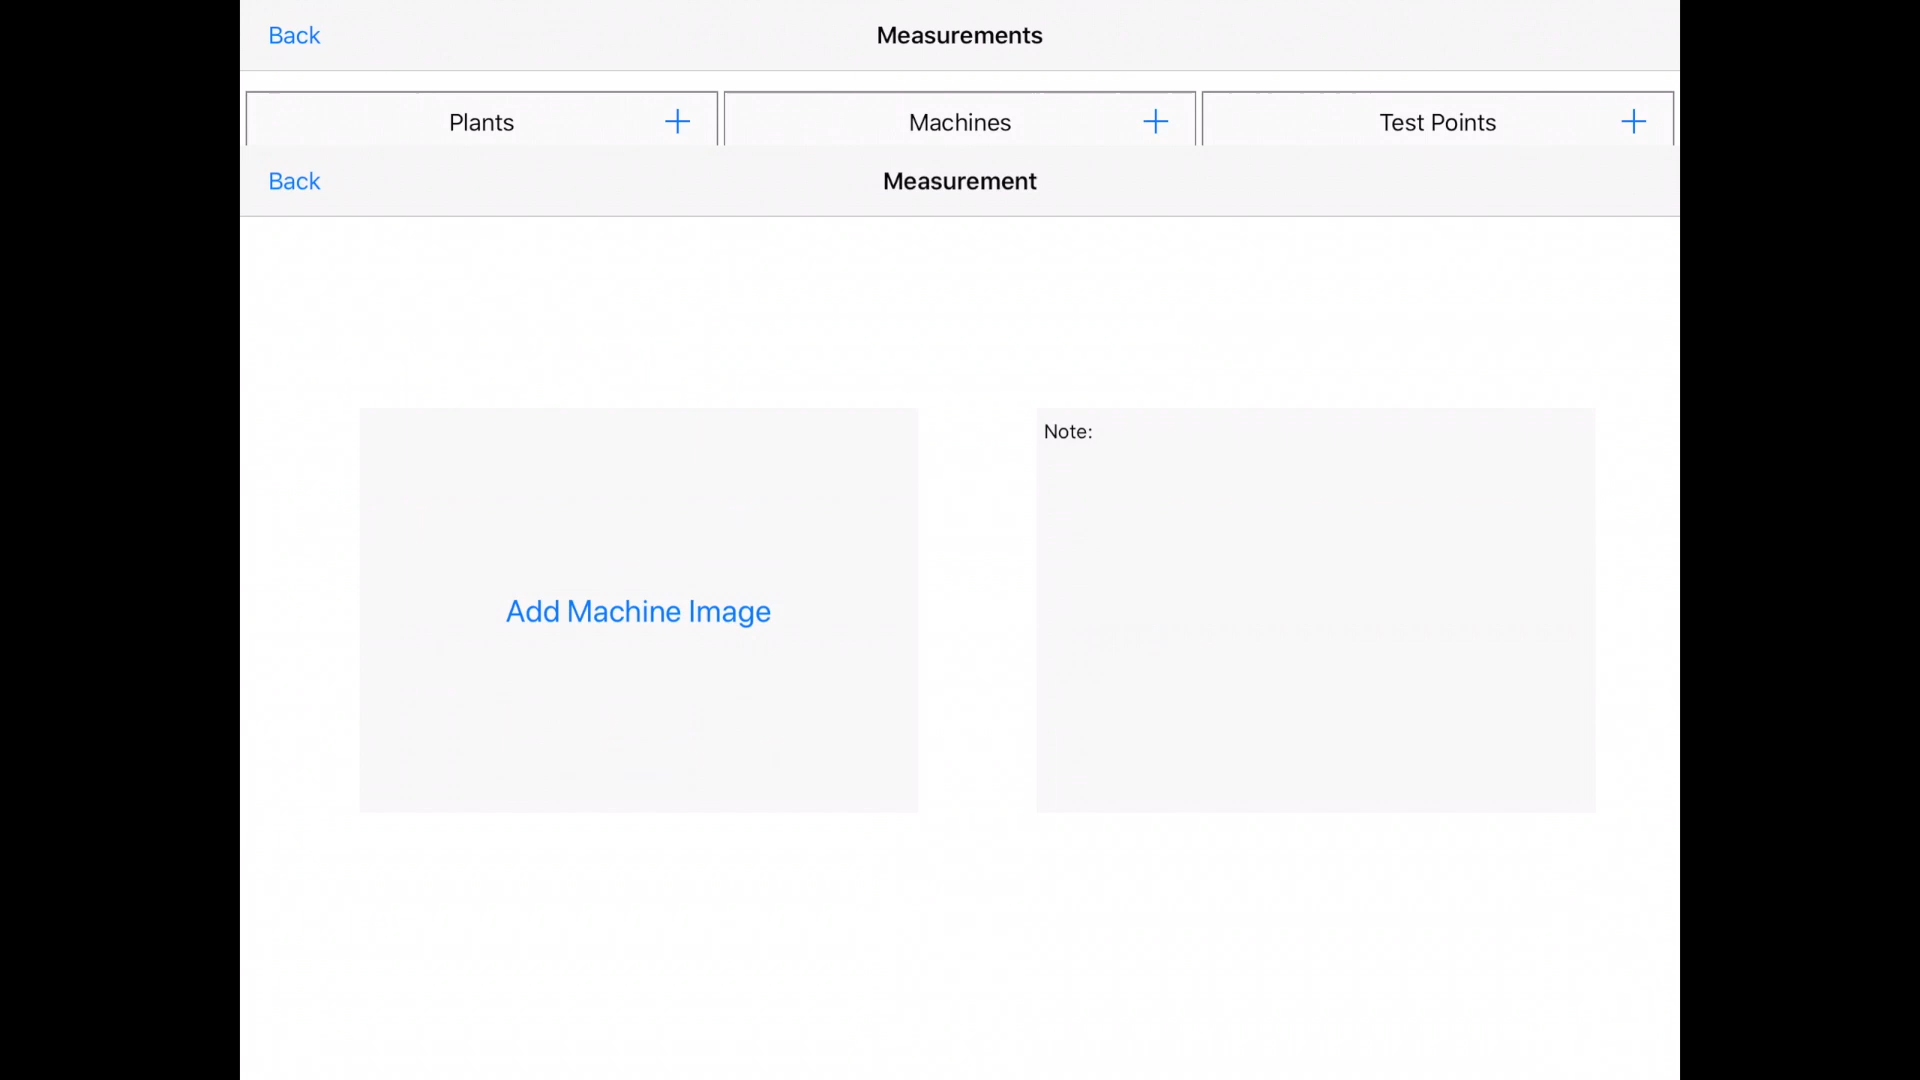 Back Measurements
Plants + Machines + Test Points +
Back Measurement
Note:
Add Machine Image